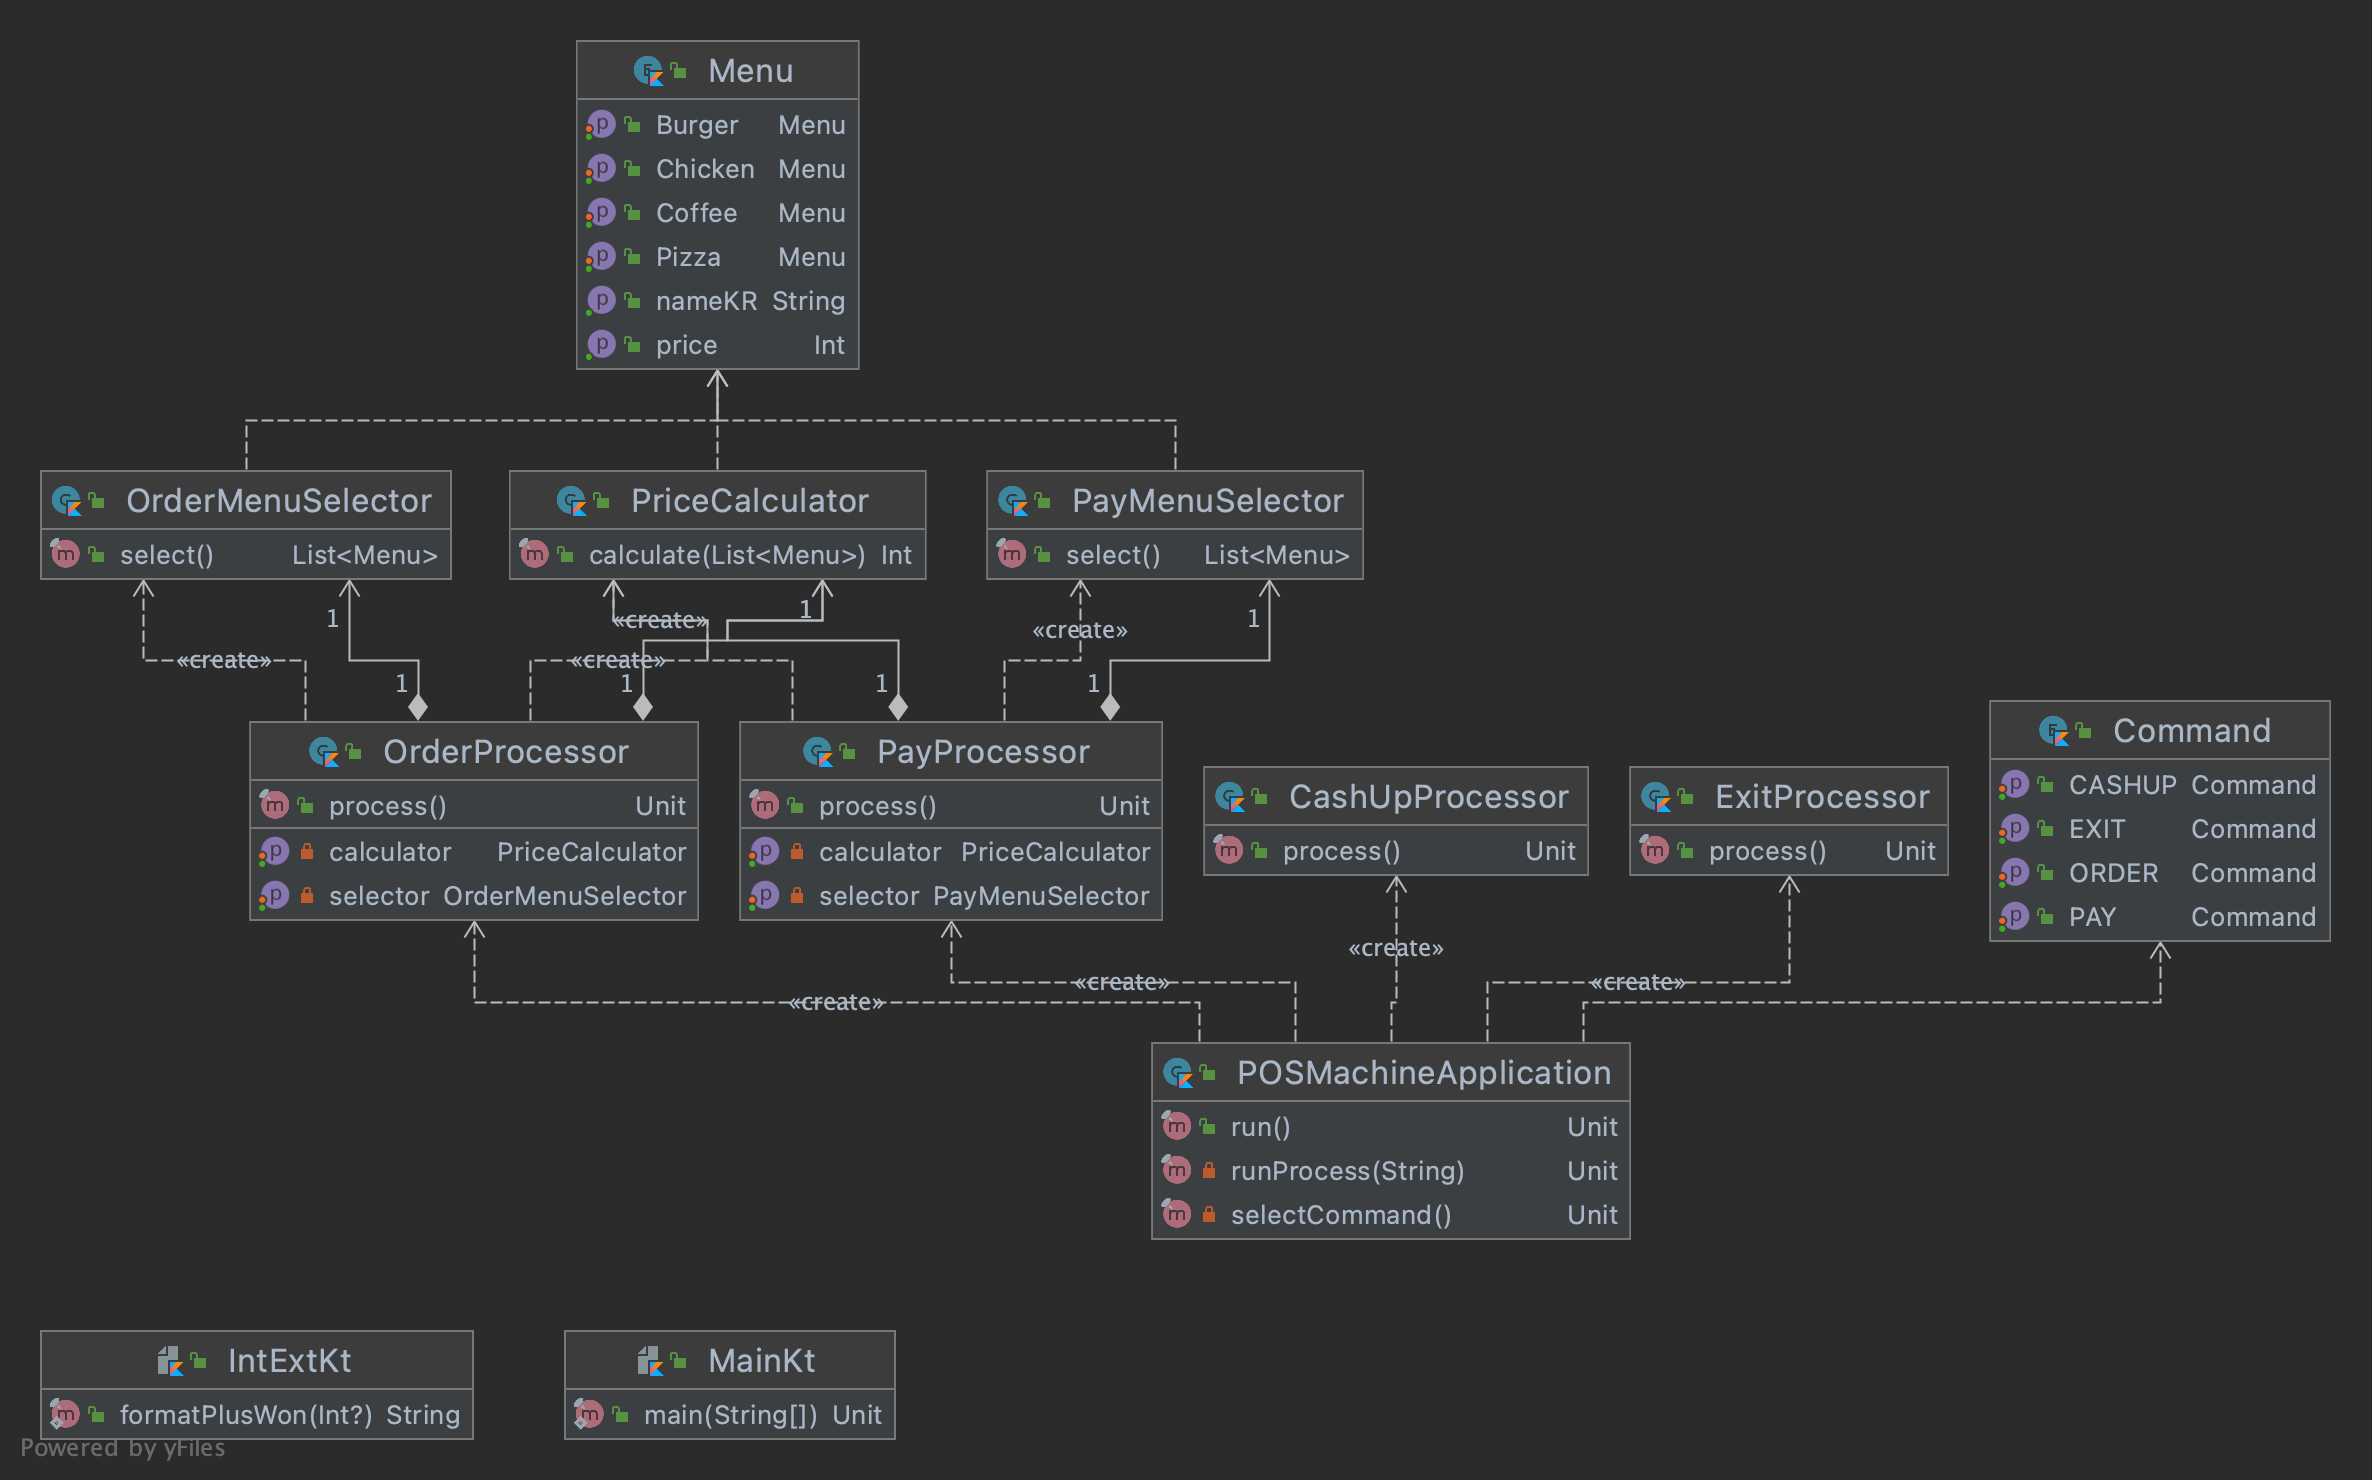 Menu
Burger Menu
Chicken Menu
Coffee Menu
Pizza Menu
nameKR String
price Int
OrderMenuSelector
select() List<Menu>
PriceCalculator
calculate(List<Menu>) Int
PayMenuSelector
select() List<Menu>
1
«create»
1
«create»
1
«create»
«create»
1
1
1
1
OrderProcessor
process() Unit
calculator PriceCalculator
selector OrderMenuSelector
PayProcessor
process() Unit
calculator PriceCalculator
selector PayMenuSelector
CashUpProcessor
process() Unit
ExitProcessor
process() Unit
Command
CASHUP Command
EXIT Command
ORDER Command
PAY Command
«create»
«create»
«create»
«create»
POSMachineApplication
run() Unit
runProcess(String) Unit
selectCommand() Unit
IntExtKt
formatPlusWon(Int?) String
MainKt
main(String[]) Unit
Powered by yFiles